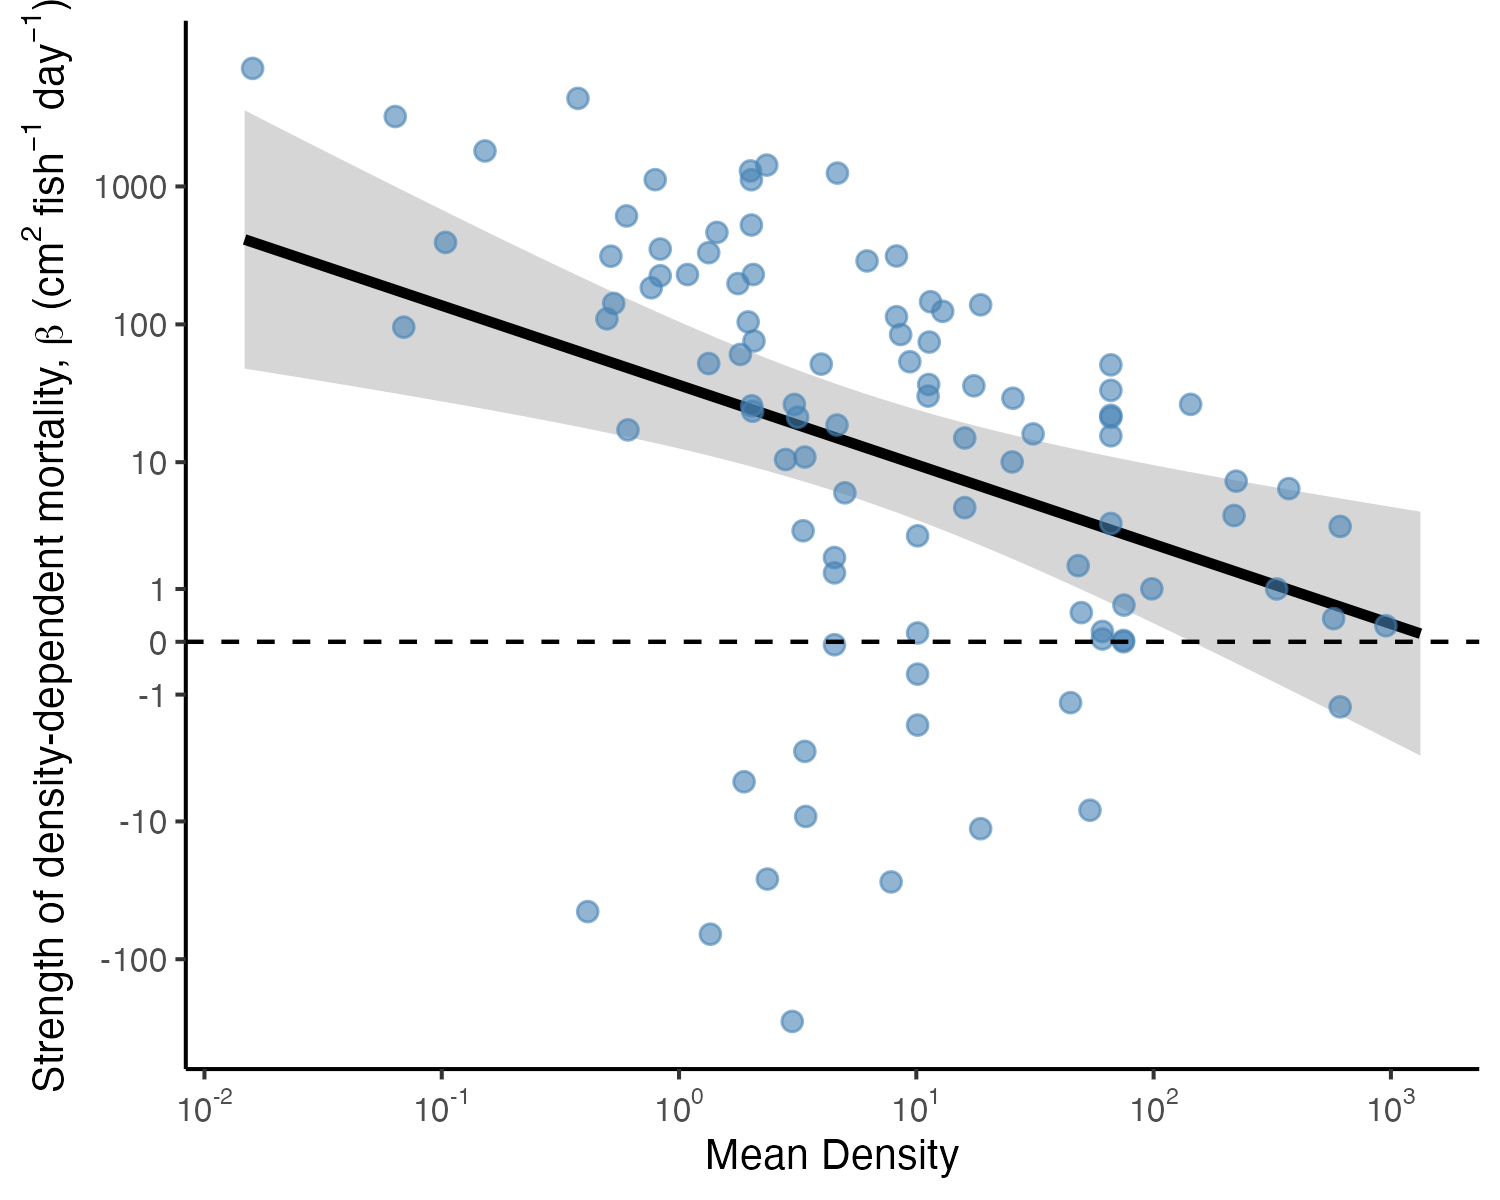 Strength of density-dependent mortality, β (cm² fish⁻¹ day⁻¹)
1000
100
10
1
0
-1
-10
-100
10⁻² 10⁻¹ 10⁰ 10¹ 10² 10³
Mean Density